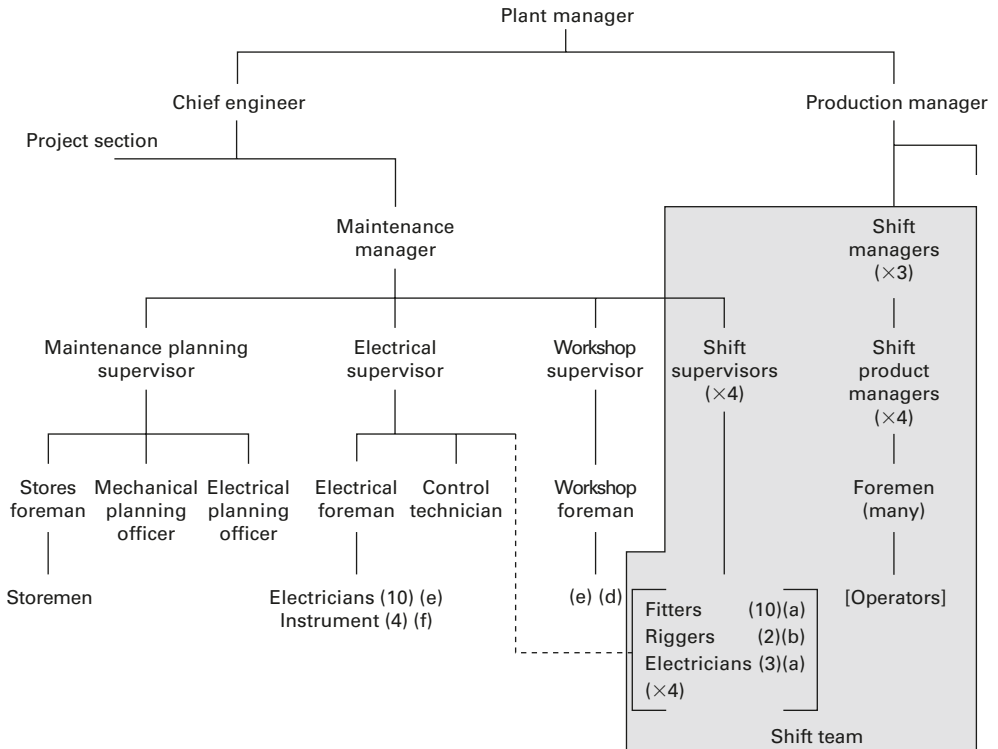 Plant manager
Chief engineer
Production manager
Project section
Maintenance
manager
Shift
managers
(×3)
Maintenance planning
supervisor
Electrical
supervisor
Workshop
supervisor
Shift
supervisors
(×4)
Shift
product
managers
(×4)
Stores
foreman
Mechanical
planning
officer
Electrical
planning
officer
Electrical
foreman
Control
technician
Workshop
foreman
Foremen
(many)
Storemen
Electricians (10) (e)
Instrument (4) (f)
(e) (d)
Fitters (10)(a)
Riggers (2)(b)
Electricians (3)(a)
(×4)
[Operators]
Shift team